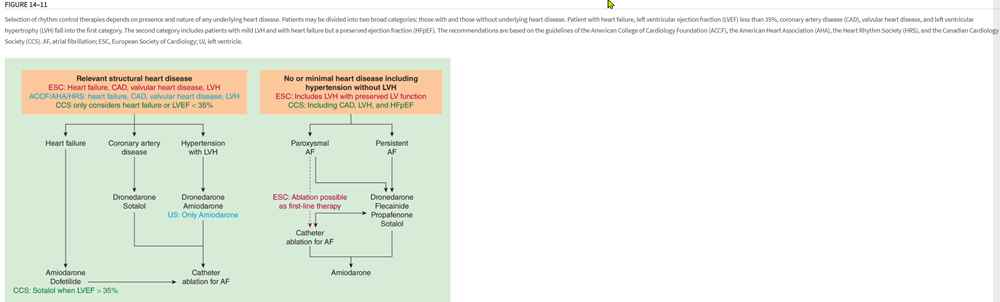 FIGURE 14–11
Selection of rhythm control therapies depends on presence and nature of any underlying heart disease. Patients may be divided into two broad categories: those with and those without underlying heart disease. Patient with heart failure, left ventricular ejection fraction (LVEF) less than 35%, coronary artery disease (CAD), valvular heart disease, and left ventricular
hypertrophy (LVH) fall into the first category. The second category includes patients with mild LVH and with heart failure but a preserved ejection fraction (HFpEF). The recommendations are based on the guidelines of the American College of Cardiology Foundation (ACCF), the American Heart Association (AHA), the Heart Rhythm Society (HRS), and the Canadian Cardiology
Society (CCS). AF, atrial fibrillation; ESC, European Society of Cardiology; LV, left ventricle.
Relevant structural heart disease
ESC: Heart failure, CAD, valvular heart disease, LVH
ACCF/AHA/HRS: heart failure, CAD, valvular heart disease, LVH
CCS only considers heart failure or LVEF < 35%
No or minimal heart disease including
hypertension without LVH
ESC: Includes LVH with preserved LV function
CCS: Including CAD, LVH, and HFpEF
Heart failure
Coronary artery
disease
Hypertension
with LVH
Paroxysmal
AF
Persistent
AF
Dronedarone
Sotalol
Dronedarone
Amiodarone
US: Only Amiodarone
ESC: Ablation possible
as first-line therapy
Dronedarone
Flecainide
Propafenone
Sotalol
Catheter
ablation for AF
Amiodarone
Dofetilide
CCS: Sotalol when LVEF > 35%
Catheter
ablation for AF
Amiodarone